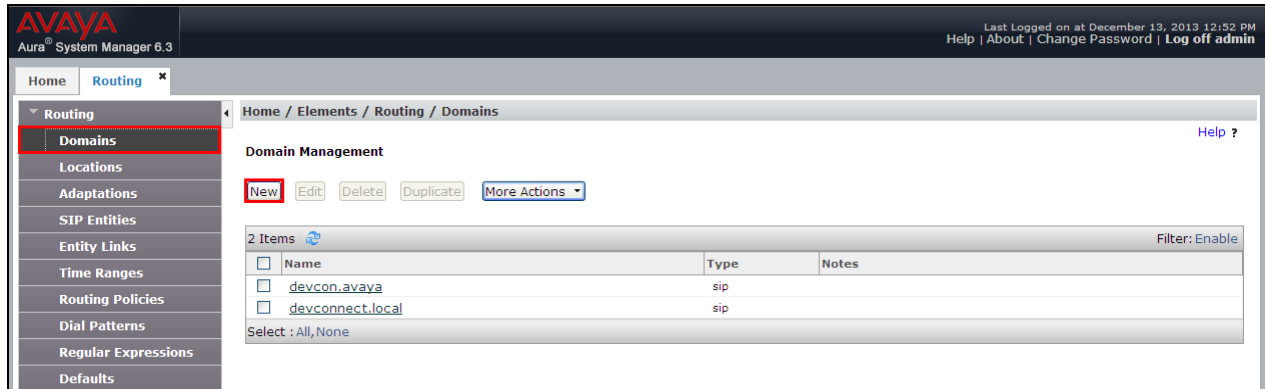 AVAYA
Aura® System Manager 6.3
Last Logged on at December 13, 2013 12:52 PM
Help | About | Change Password | Log off admin
Home
Routing ×
Routing
Domains
Locations
Adaptations
SIP Entities
Entity Links
Time Ranges
Routing Policies
Dial Patterns
Regular Expressions
Defaults
Home / Elements / Routing / Domains
Help ?
Domain Management
New Edit Delete Duplicate More Actions
2 Items Filter: Enable
Name Type Notes
devcon.avaya sip
devconnect.local sip
Select : All, None